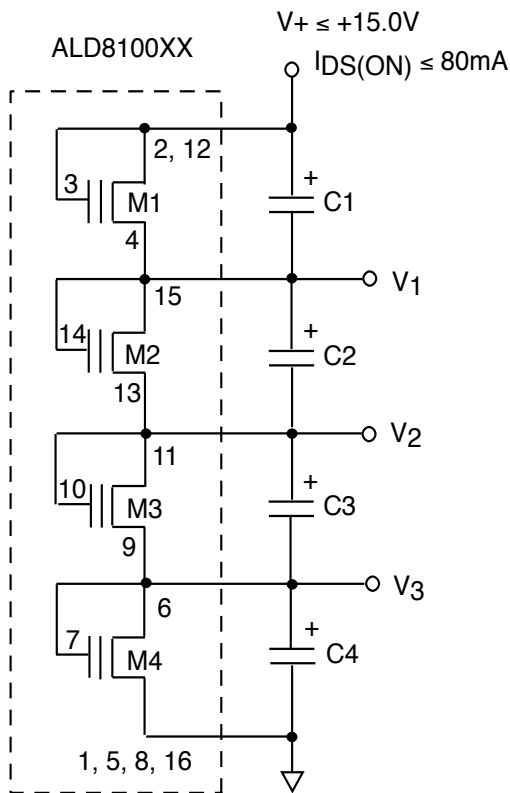 V+ ≤ +15.0V
ALD8100XX
IDS(ON) ≤ 80mA
2, 12
3
M1
+
C1
4
15
V1
14
M2
+
C2
13
11
V2
10
M3
+
C3
9
6
V3
7
M4
+
C4
1, 5, 8, 16